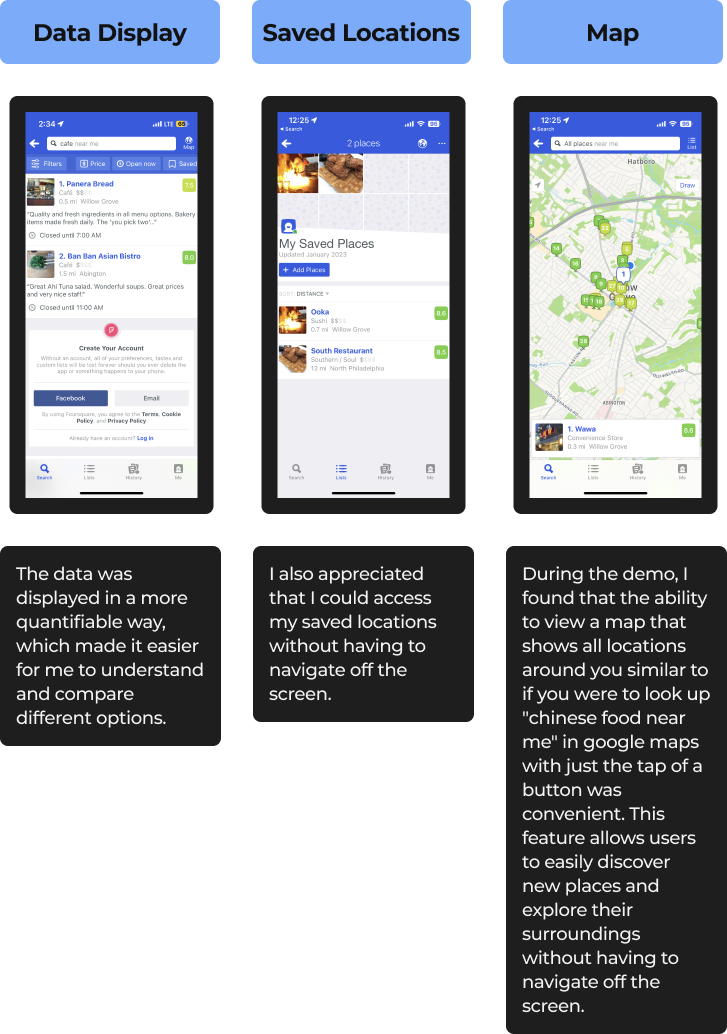 Data Display
Saved Locations
Map
2:34
LTE 65
cafe near me
Map
Filters
Price
Open now
Saved
1. Panera Bread
7.5
Café $$$$
0.5 mi Willow Grove
"Quality and fresh ingredients in all menu options. Bakery
items made fresh daily. The 'you pick two'..."
Closed until 7:00 AM
2. Ban Ban Asian Bistro
8.0
Café $$$$
1.5 mi Abington
"Great Ahi Tuna salad. Wonderful soups. Great prices
and very nice staff!"
Closed until 11:00 AM
Create Your Account
Without an account, all of your preferences, tastes and
custom lists will be lost forever should you ever delete the
app or something happens to your phone.
Facebook
Email
By using Foursquare, you agree to the Terms, Cookie
Policy, and Privacy Policy
Already have an account? Log in
Search
Lists
History
Me
12:25
Search
2 places
My Saved Places
Updated January 2023
+ Add Places
SORT: DISTANCE
Ooka
8.6
Sushi $$$$
0.7 mi Willow Grove
South Restaurant
8.5
Southern / Soul $$$$
13 mi North Philadelphia
Search
Lists
History
Me
12:25
Search
All places near me
List
Hatboro
Draw
14
16
1
28
ABINGTON
1. Wawa
6.6
Convenience Store
0.3 mi Willow Grove
Search
Lists
History
Me
The data was
displayed in a more
quantifiable way,
which made it easier
for me to understand
and compare
different options.
I also appreciated
that I could access
my saved locations
without having to
navigate off the
screen.
During the demo, I
found that the ability
to view a map that
shows all locations
around you similar to
if you were to look up
"chinese food near
me" in google maps
with just the tap of a
button was
convenient. This
feature allows users
to easily discover
new places and
explore their
surroundings
without having to
navigate off the
screen.